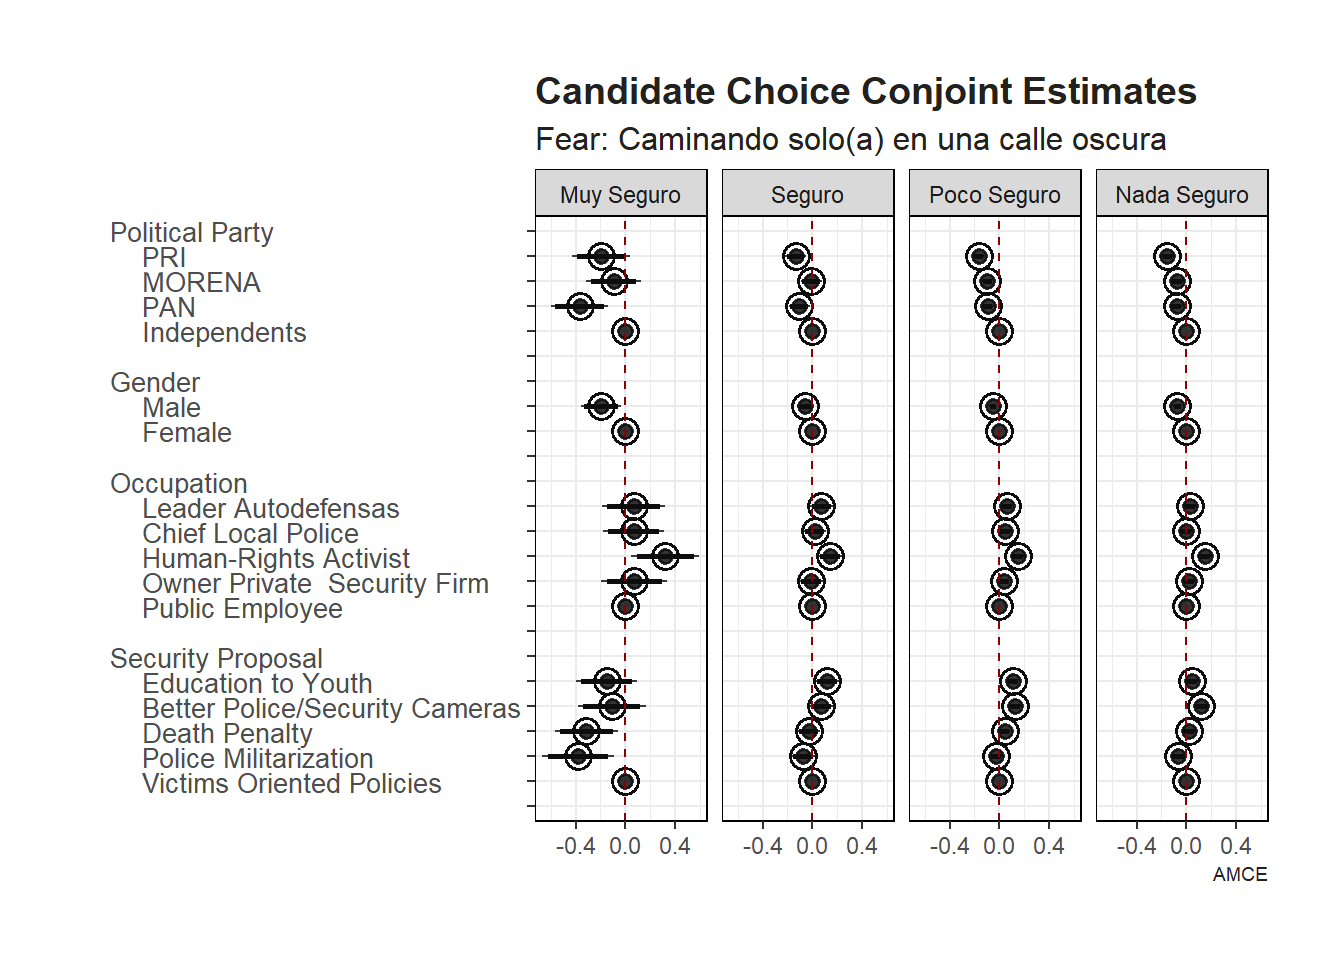 Candidate Choice Conjoint Estimates
Fear: Caminando solo(a) en una calle oscura
Muy Seguro Seguro Poco Seguro Nada Seguro
Political Party
PRI
MORENA
PAN
Independents
Gender
Male
Female
Occupation
Leader Autodefensas
Chief Local Police
Human-Rights Activist
Owner Private  Security Firm
Public Employee
Security Proposal
Education to Youth
Better Police/Security Cameras
Death Penalty
Police Militarization
Victims Oriented Policies
-0.4 0.0 0.4 -0.4 0.0 0.4 -0.4 0.0 0.4 -0.4 0.0 0.4
AMCE